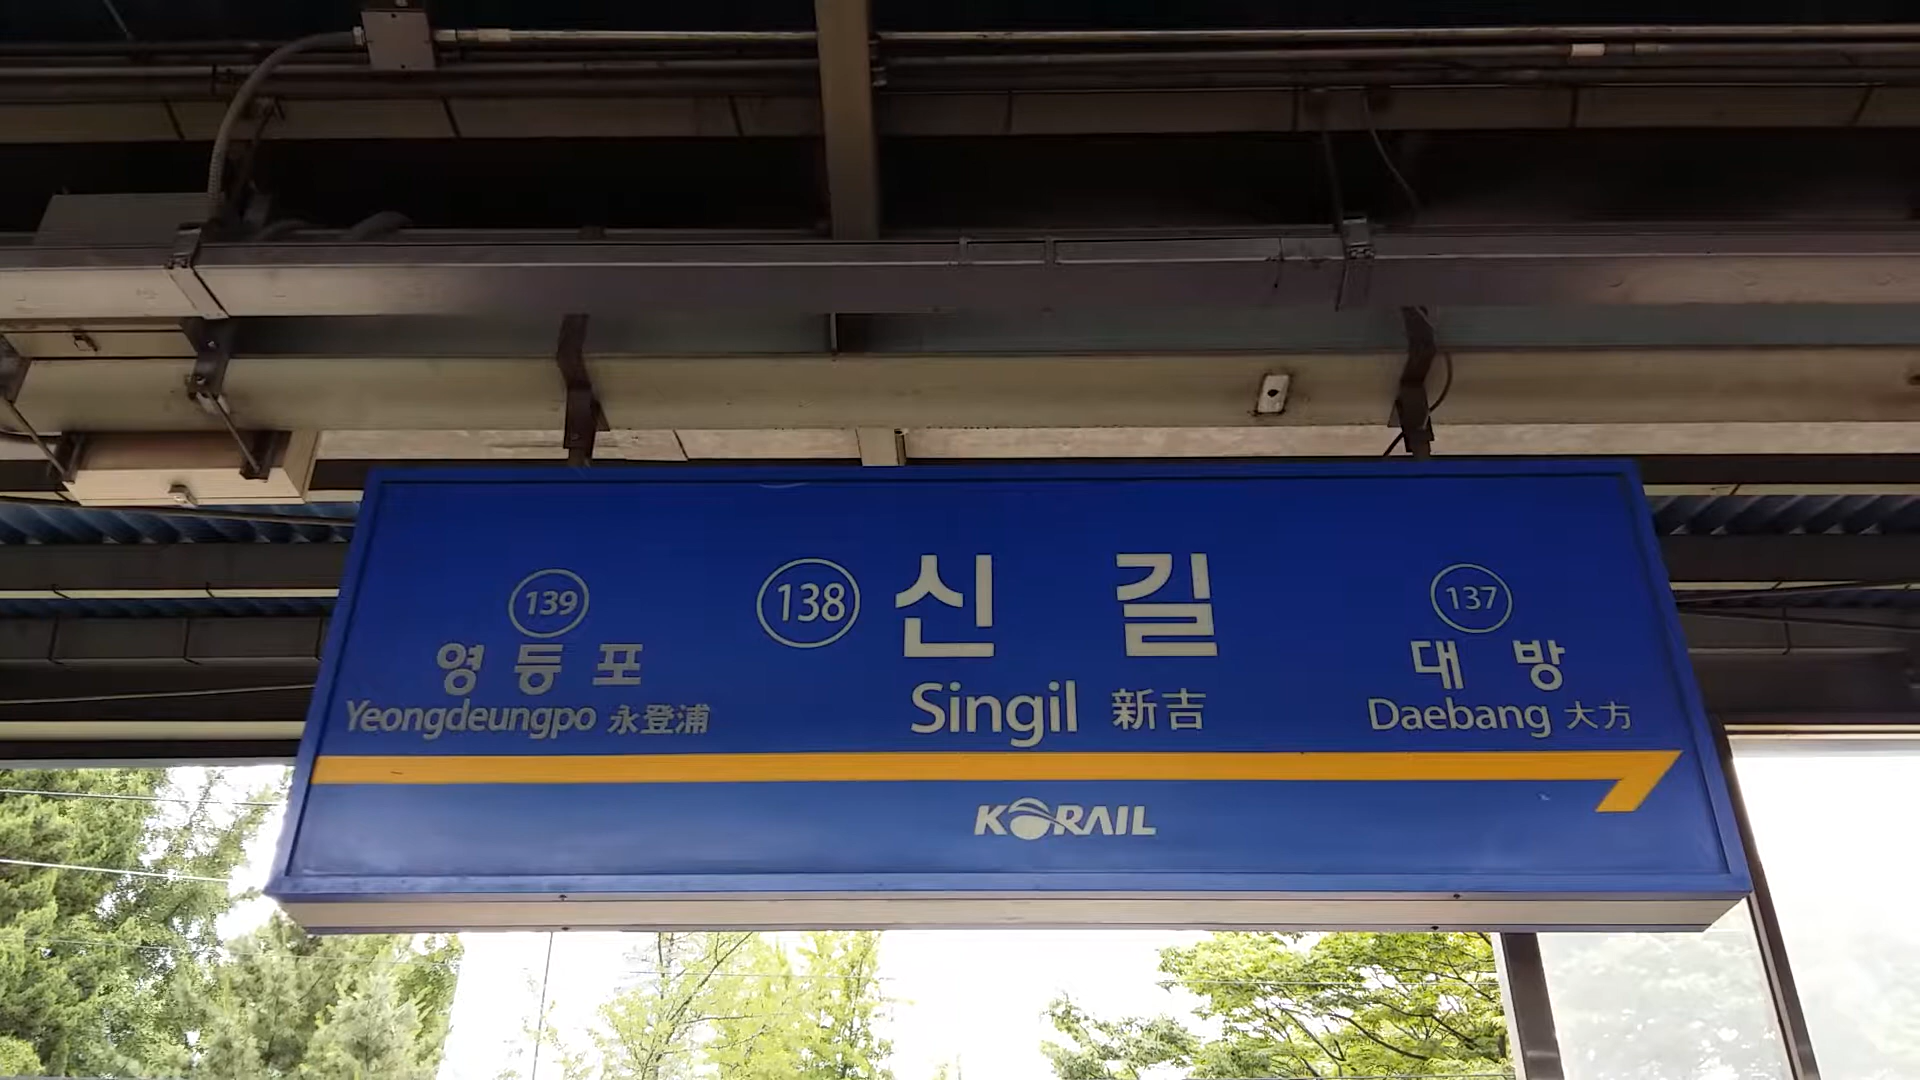 139
영등포
Yeongdeungpo 永登浦
138 신길
Singil 新吉
137
대방
Daebang 大方
KORAIL